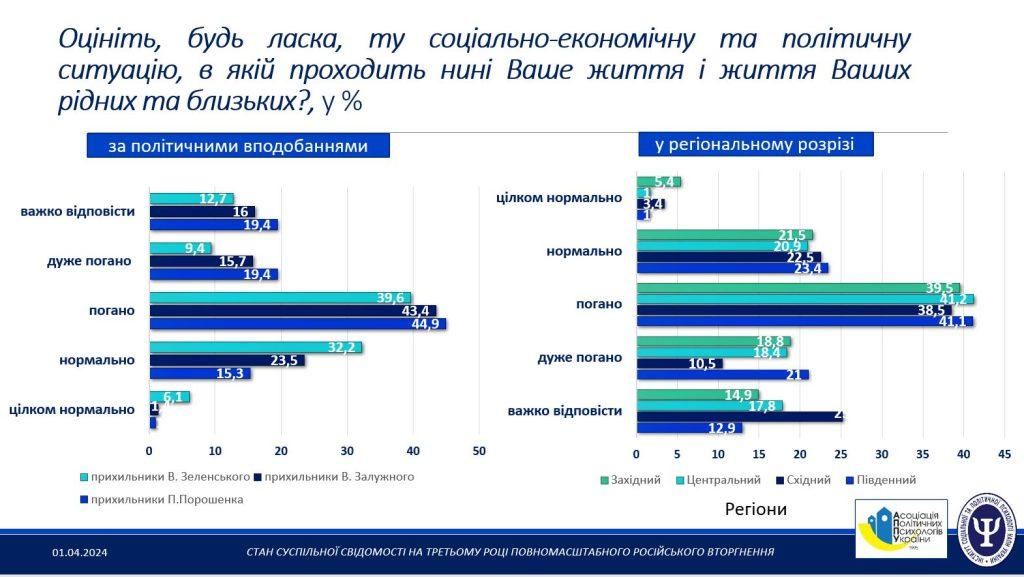 Оцініть, будь ласка, ту соціально-економічну та політичну
ситуацію, в якій проходить нині Ваше життя і життя Ваших
рідних та близьких?, у %
за політичними вподобаннями
0 10 20 30 40 50
важко відповісти
12,7
16
19,4
дуже погано
9,4
15,7
19,4
погано
39,6
43,4
44,9
нормально
32,2
23,5
15,3
цілком нормально
6,1
1
0 10 20 30 40 50
прихильники В. Зеленського прихильники В. Залужного
прихильники П.Порошенка
у регіональному розрізі
цілком нормально
5,4
1
3,4
1
нормально
21,5
20,9
22,5
23,4
погано
39,5
41,2
38,5
41,1
дуже погано
18,8
18,4
10,5
21
важко відповісти
14,9
17,8
12,9
0 5 10 15 20 25 30 35 40 45
Західний Центральний Східний Південний
Регіони
01.04.2024
СТАН СУСПІЛЬНОЇ СВІДОМОСТІ НА ТРЕТЬОМУ РОЦІ ПОВНОМАСШТАБНОГО РОСІЙСЬКОГО ВТОРГНЕННЯ
Асоціація
Політичних
Психологів
України